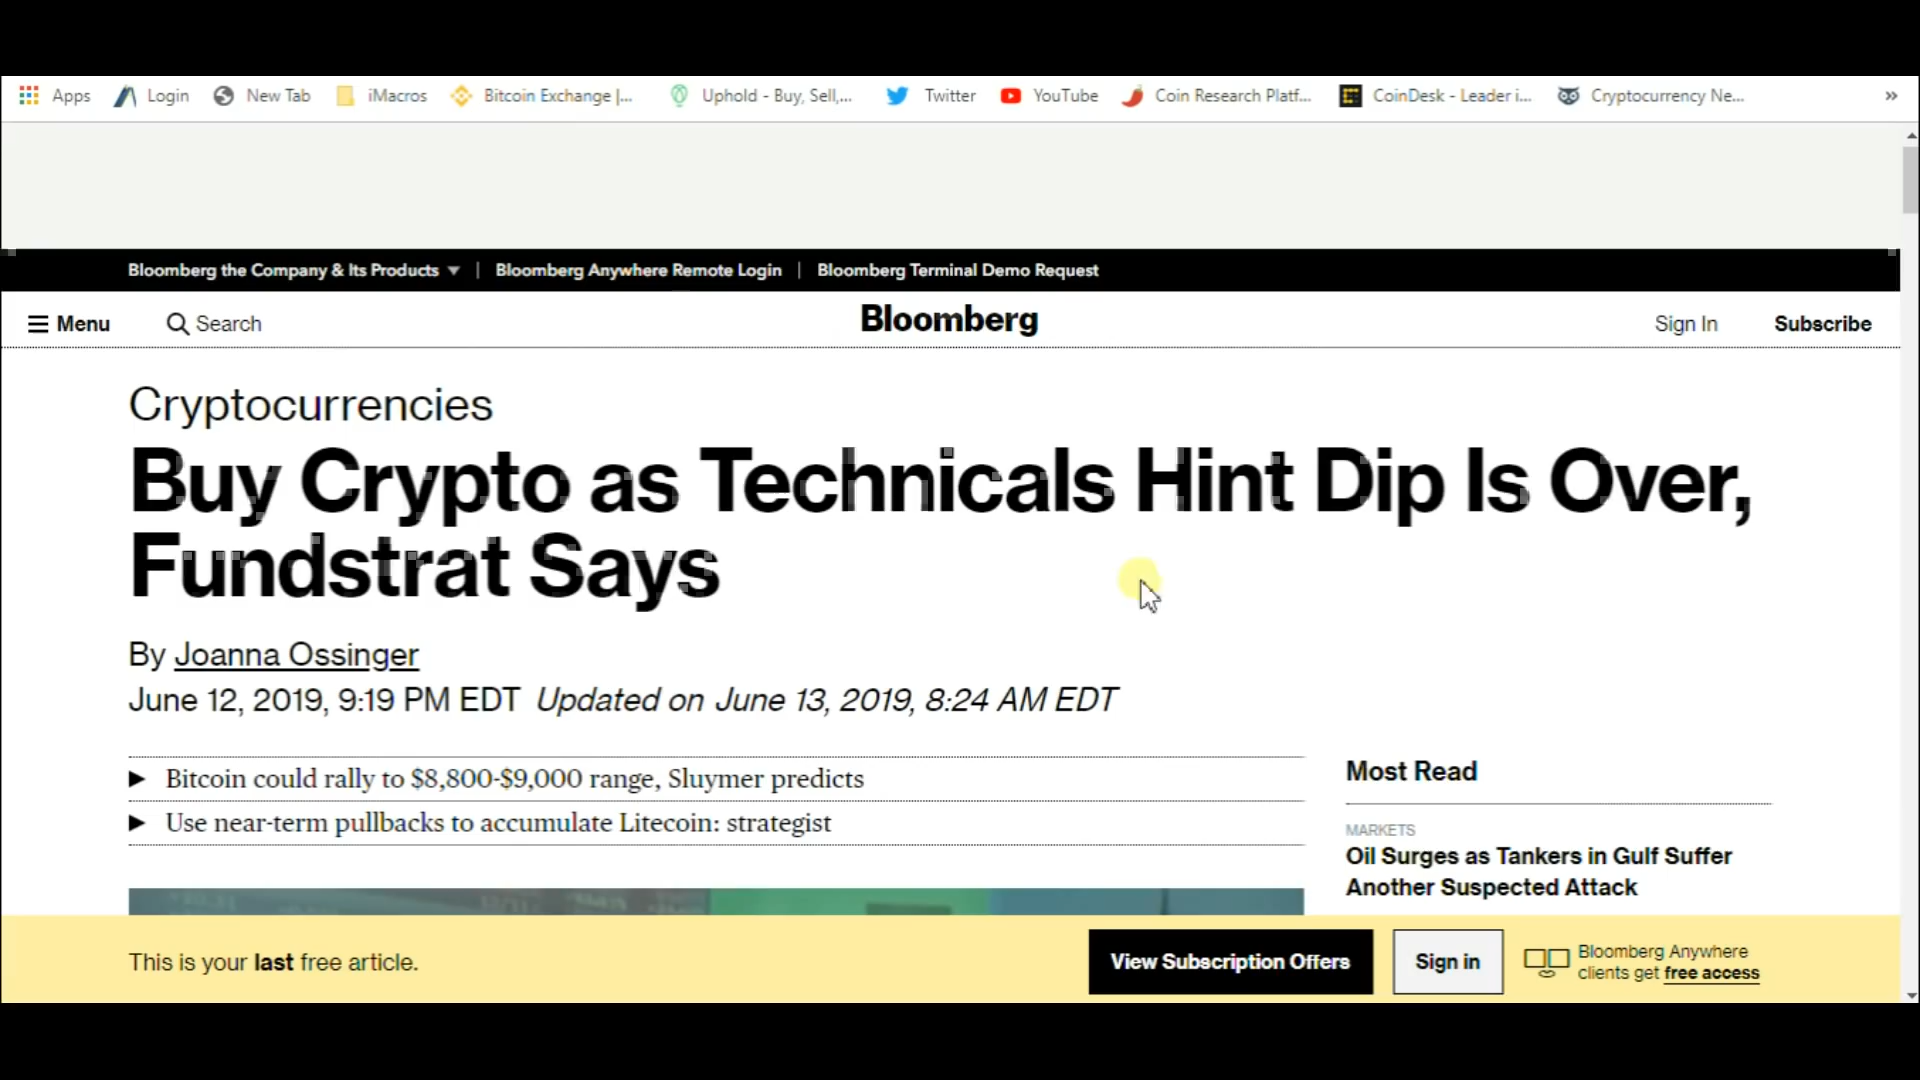 Apps Login New Tab iMacros Bitcoin Exchange |... Uphold - Buy, Sell,... Twitter YouTube Coin Research Platf... CoinDesk - Leader i... Cryptocurrency Ne... »
Bloomberg the Company & Its Products ▼ | Bloomberg Anywhere Remote Login | Bloomberg Terminal Demo Request
Menu Search Bloomberg Sign In Subscribe
Cryptocurrencies
Buy Crypto as Technicals Hint Dip Is Over,
Fundstrat Says
By Joanna Ossinger
June 12, 2019, 9:19 PM EDT Updated on June 13, 2019, 8:24 AM EDT
► Bitcoin could rally to $8,800-$9,000 range, Sluymer predicts
► Use near-term pullbacks to accumulate Litecoin: strategist
Most Read
MARKETS
Oil Surges as Tankers in Gulf Suffer
Another Suspected Attack
This is your last free article.
View Subscription Offers
Sign in
Bloomberg Anywhere
clients get free access